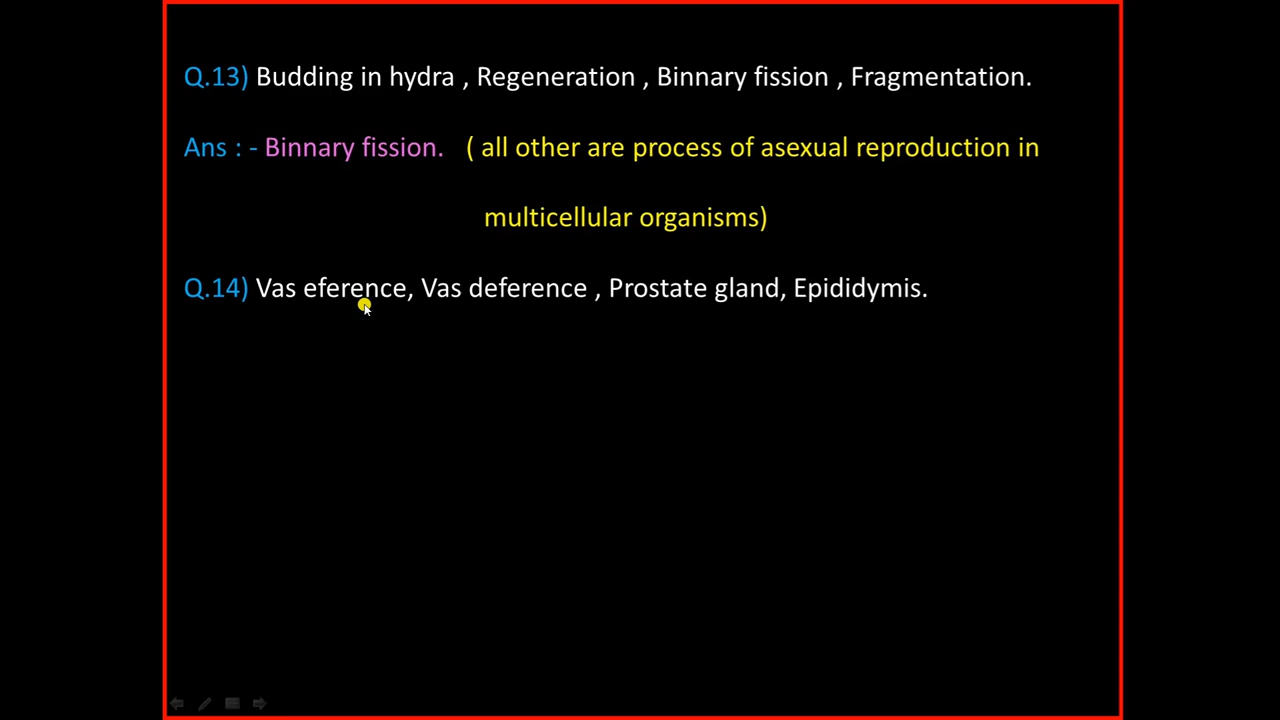 Q.13) Budding in hydra , Regeneration , Binnary fission , Fragmentation.
Ans : - Binnary fission.   ( all other are process of asexual reproduction in
multicellular organisms)
Q.14) Vas eference, Vas deference , Prostate gland, Epididymis.